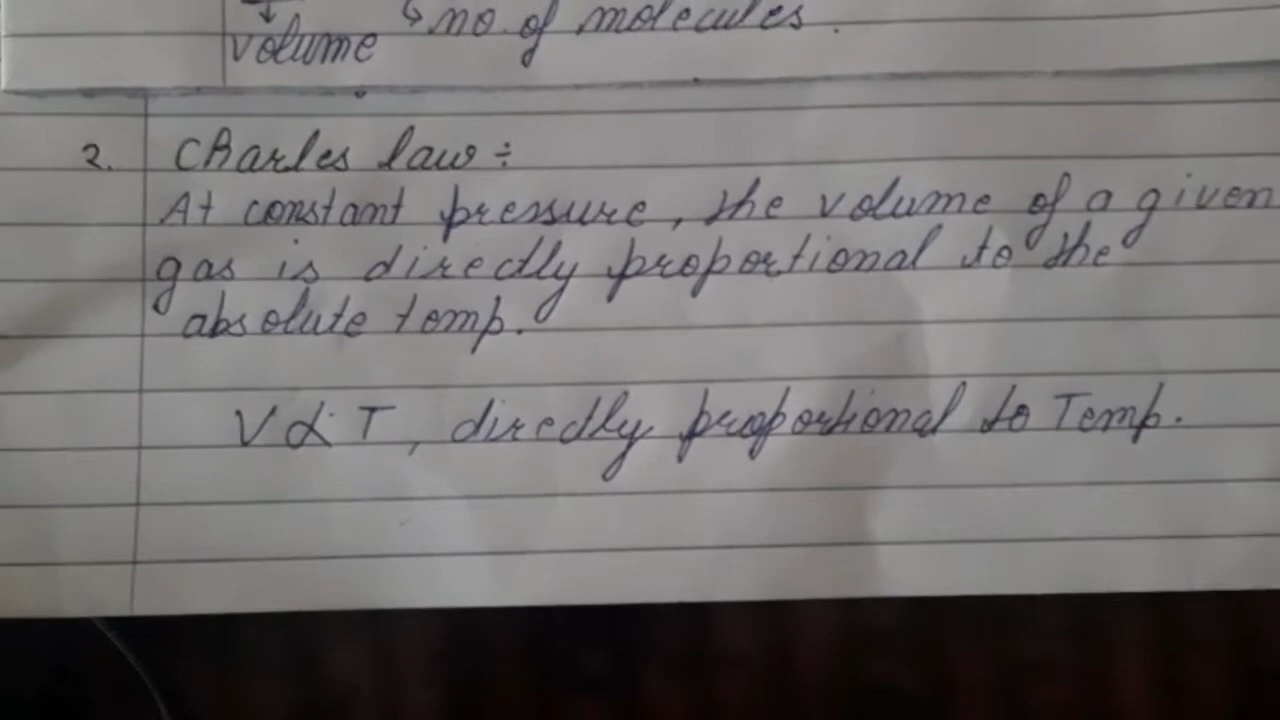 ↓ ↳ no. of molecules.
volume
2. Charles law ÷
At constant pressure, the volume of a given
gas is directly proportional to the
absolute temp.
V ∝ T, directly proportional to Temp.